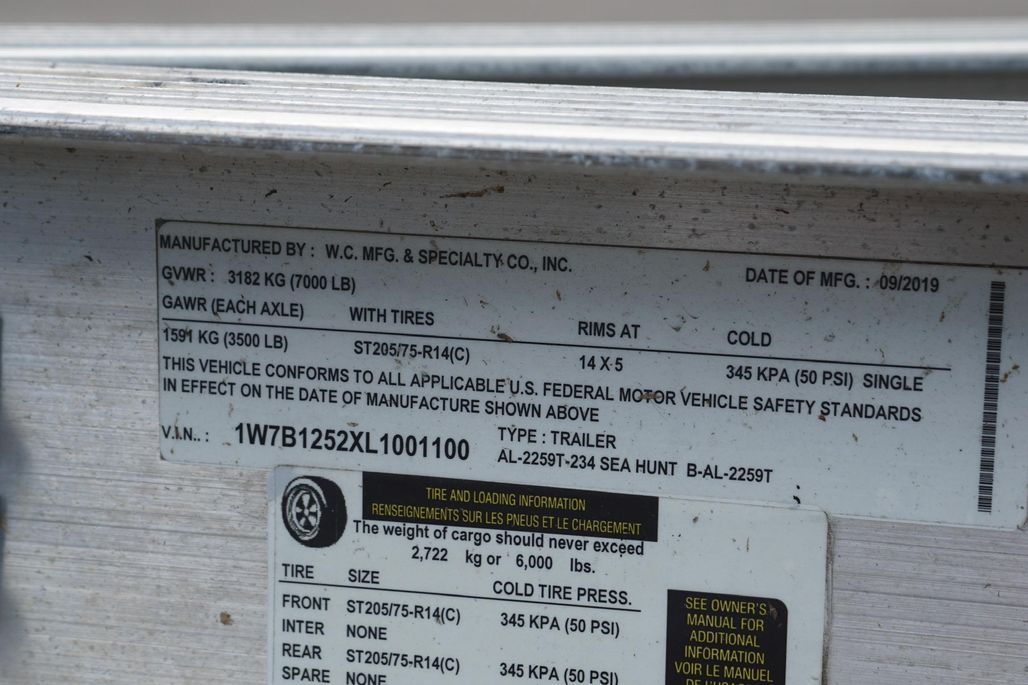 MANUFACTURED BY : W.C. MFG. & SPECIALTY CO., INC.
GVWR : 3182 KG (7000 LB) DATE OF MFG. : 09/2019
GAWR (EACH AXLE) WITH TIRES RIMS AT COLD
1591 KG (3500 LB) ST205/75-R14(C) 14 X 5 345 KPA (50 PSI) SINGLE
THIS VEHICLE CONFORMS TO ALL APPLICABLE U.S. FEDERAL MOTOR VEHICLE SAFETY STANDARDS
IN EFFECT ON THE DATE OF MANUFACTURE SHOWN ABOVE
V.I.N.. : 1W7B1252XL1001100 TYPE : TRAILER
AL-2259T-234 SEA HUNT B-AL-2259T
TIRE AND LOADING INFORMATION
RENSEIGNEMENTS SUR LES PNEUS ET LE CHARGEMENT
The weight of cargo should never exceed
2,722 kg or 6,000 lbs.
TIRE SIZE COLD TIRE PRESS.
FRONT ST205/75-R14(C) 345 KPA (50 PSI)
INTER NONE
REAR ST205/75-R14(C) 345 KPA (50 PSI)
SPARE NONE
SEE OWNER'S
MANUAL FOR
ADDITIONAL
INFORMATION
VOIR LE MANUEL